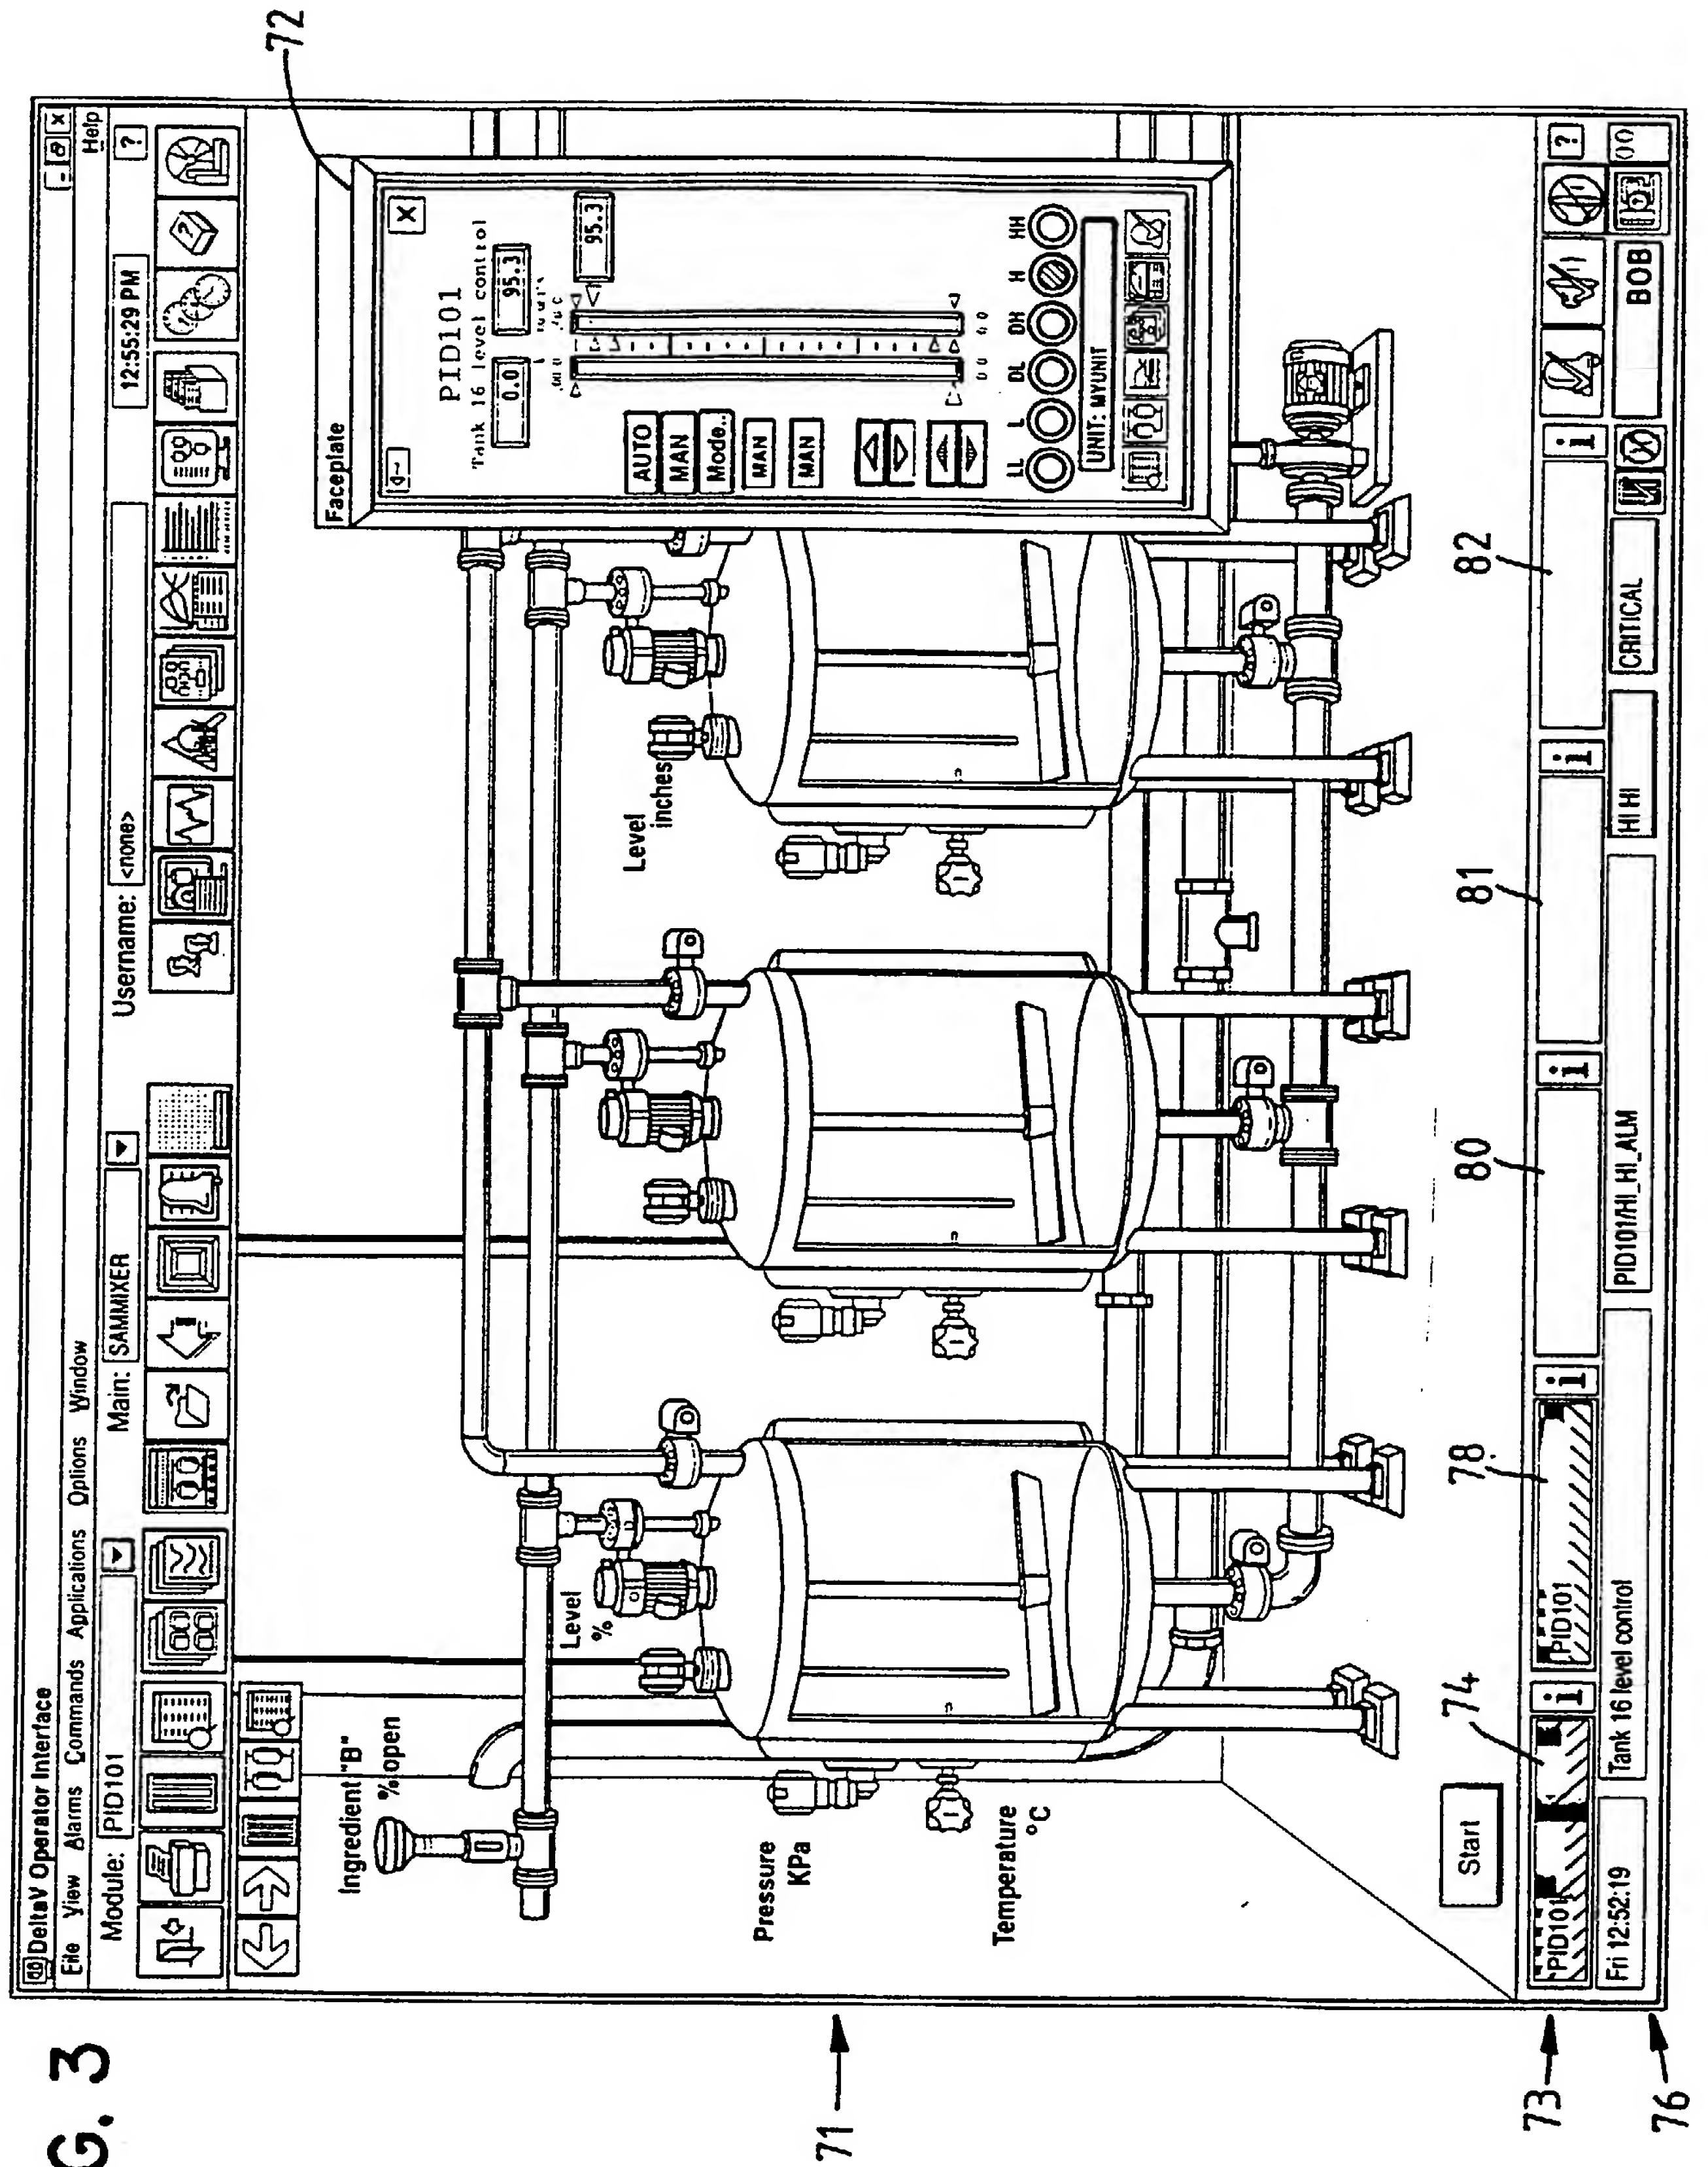 G. 3
DeltaV Operator Interface
File View Alarms Commands Applications Options Window Help
Module: PID101 Main: SAMMIXER Username: <none> 12:55:29 PM ?
Ingredient "B"
% open
Level
%
Level
inches
Pressure
KPa
Temperature
°C
Start
Faceplate
X
PID101
Tank 16 level control
0.0 95.3
95.3
AUTO
MAN
Mode..
MAN
MAN
0.0 0.0
LL L DL DH H HH
UNIT: MYUNIT
PID101 i PID101 i i i i ?
Fri 12:52:19 Tank 16 level control PID101/HI_HI_ALM HI HI CRITICAL BOB
71
72
73
74
76
78
80
81
82